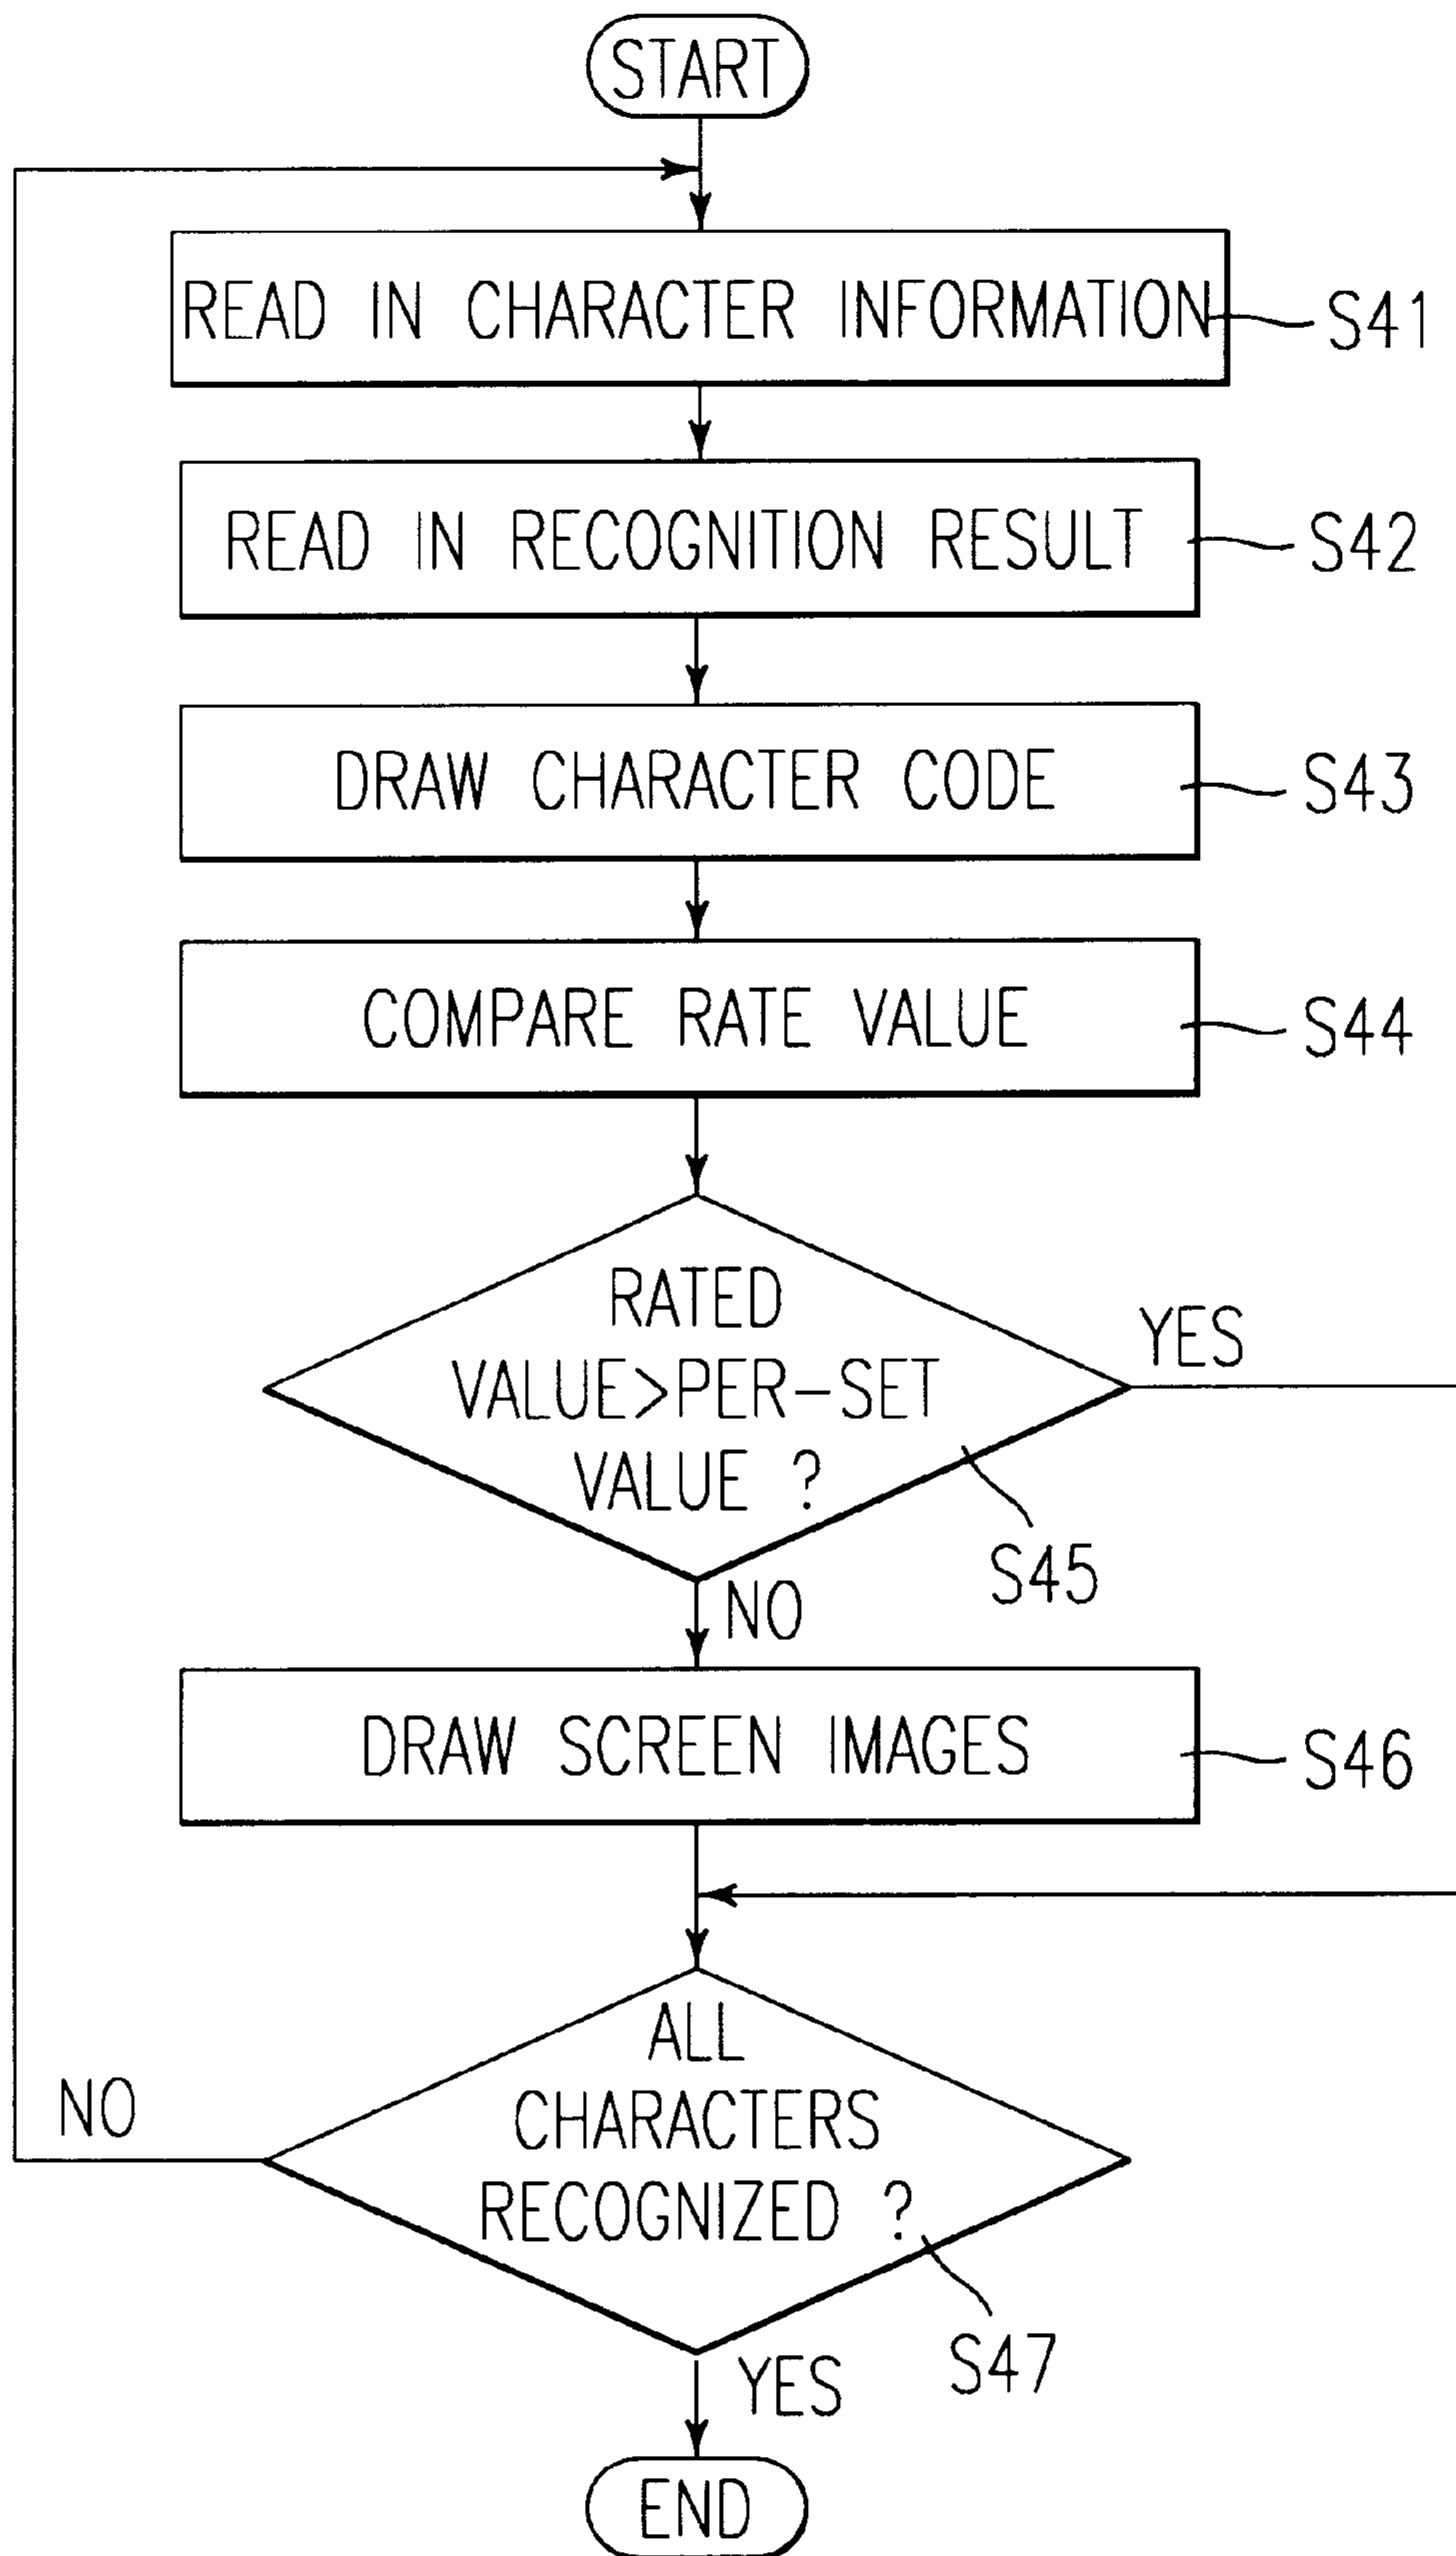 START
READ IN CHARACTER INFORMATION
S41
READ IN RECOGNITION RESULT
S42
DRAW CHARACTER CODE
S43
COMPARE RATE VALUE
S44
RATED
VALUE>PER-SET
VALUE ?
YES
S45
NO
DRAW SCREEN IMAGES
S46
ALL
CHARACTERS
RECOGNIZED ?
NO
S47
YES
END